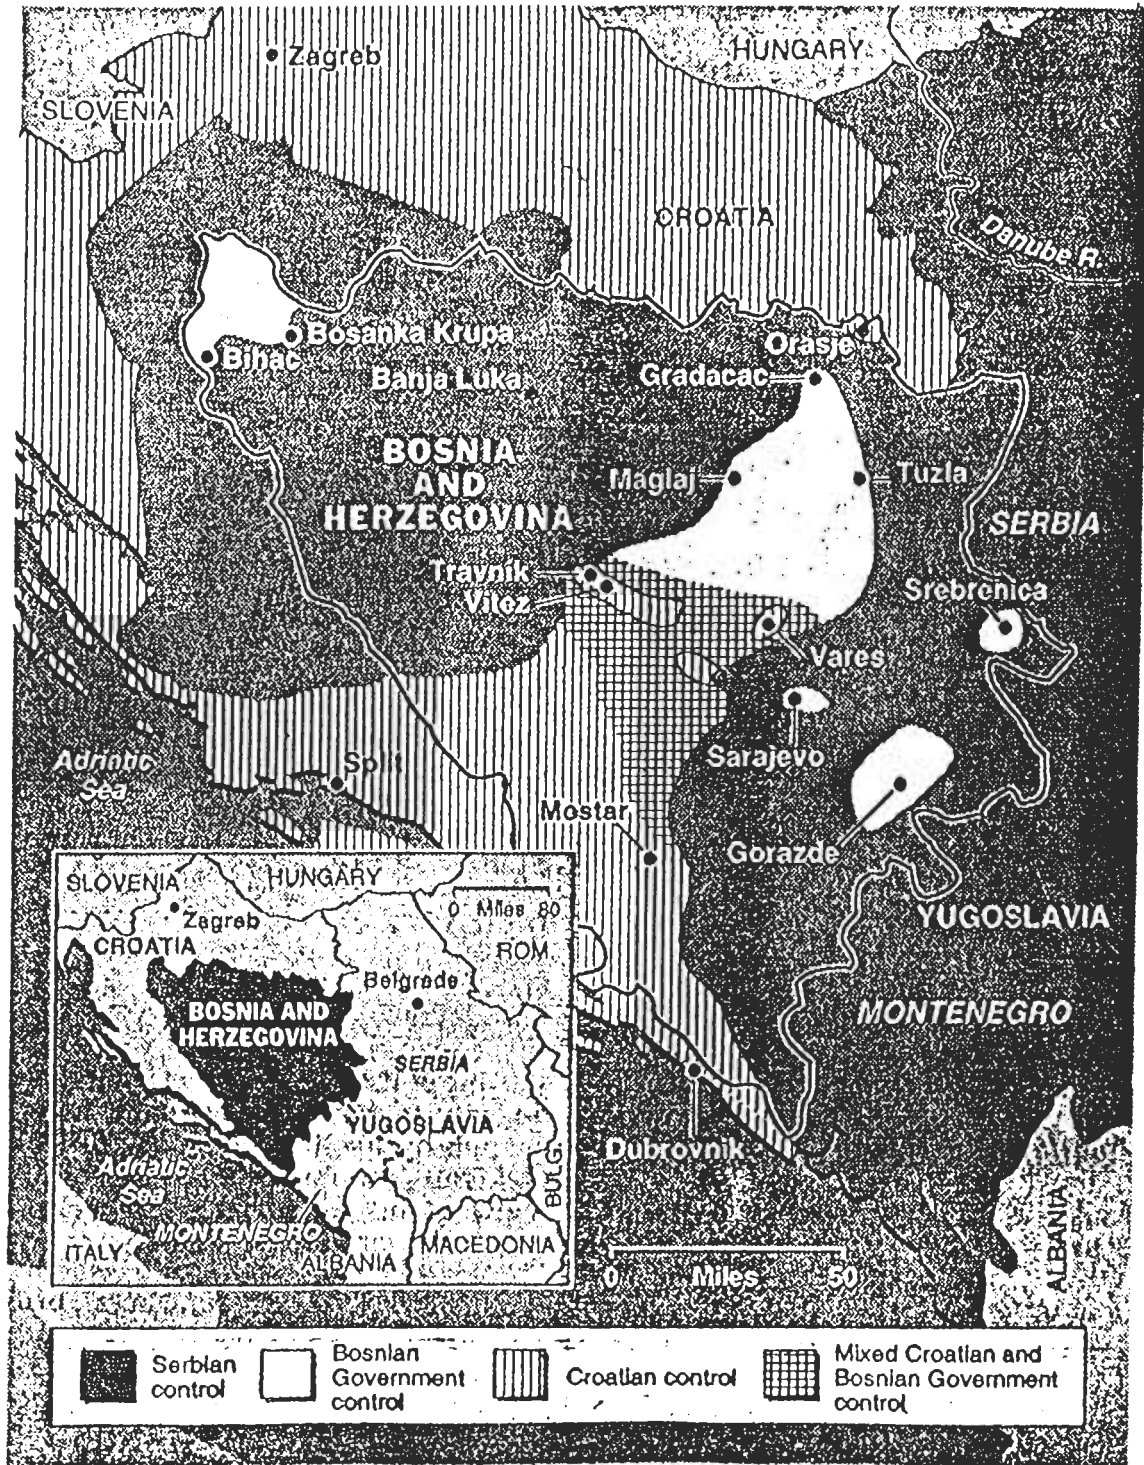 Zagreb
HUNGARY
SLOVENIA
CROATIA
Danube R.
Bosanka Krupa
Bihac
Orasje
Gradacac
Banja Luka
BOSNIA
AND
HERZEGOVINA
Maglaj
Tuzla
SERBIA
Travnik
Vitez
Srebrenica
Vares
Adriatic
Sea
Split
Sarajevo
Mostar
Gorazde
YUGOSLAVIA
MONTENEGRO
Dubrovnik
ALBANIA
0 Miles 50
SLOVENIA
HUNGARY
Zagreb
0 Miles 80
CROATIA
ROM.
Belgrade
BOSNIA AND
HERZEGOVINA
SERBIA
YUGOSLAVIA
Adriatic
Sea
BULG.
MONTENEGRO
ITALY
ALBANIA
MACEDONIA
Serbian
control
Bosnian
Government
control
Croatian control
Mixed Croatian and
Bosnian Government
control